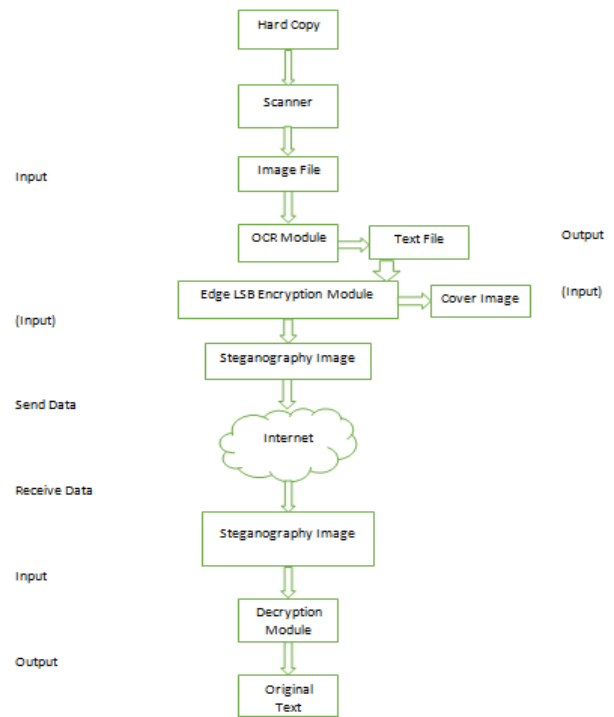 Hard Copy
Scanner
Image File
Input
OCR Module
Text File
Output
Edge LSB Encryption Module
Cover Image
(Input)
(Input)
Steganography Image
Send Data
Internet
Receive Data
Steganography Image
Input
Decryption
Module
Output
Original
Text